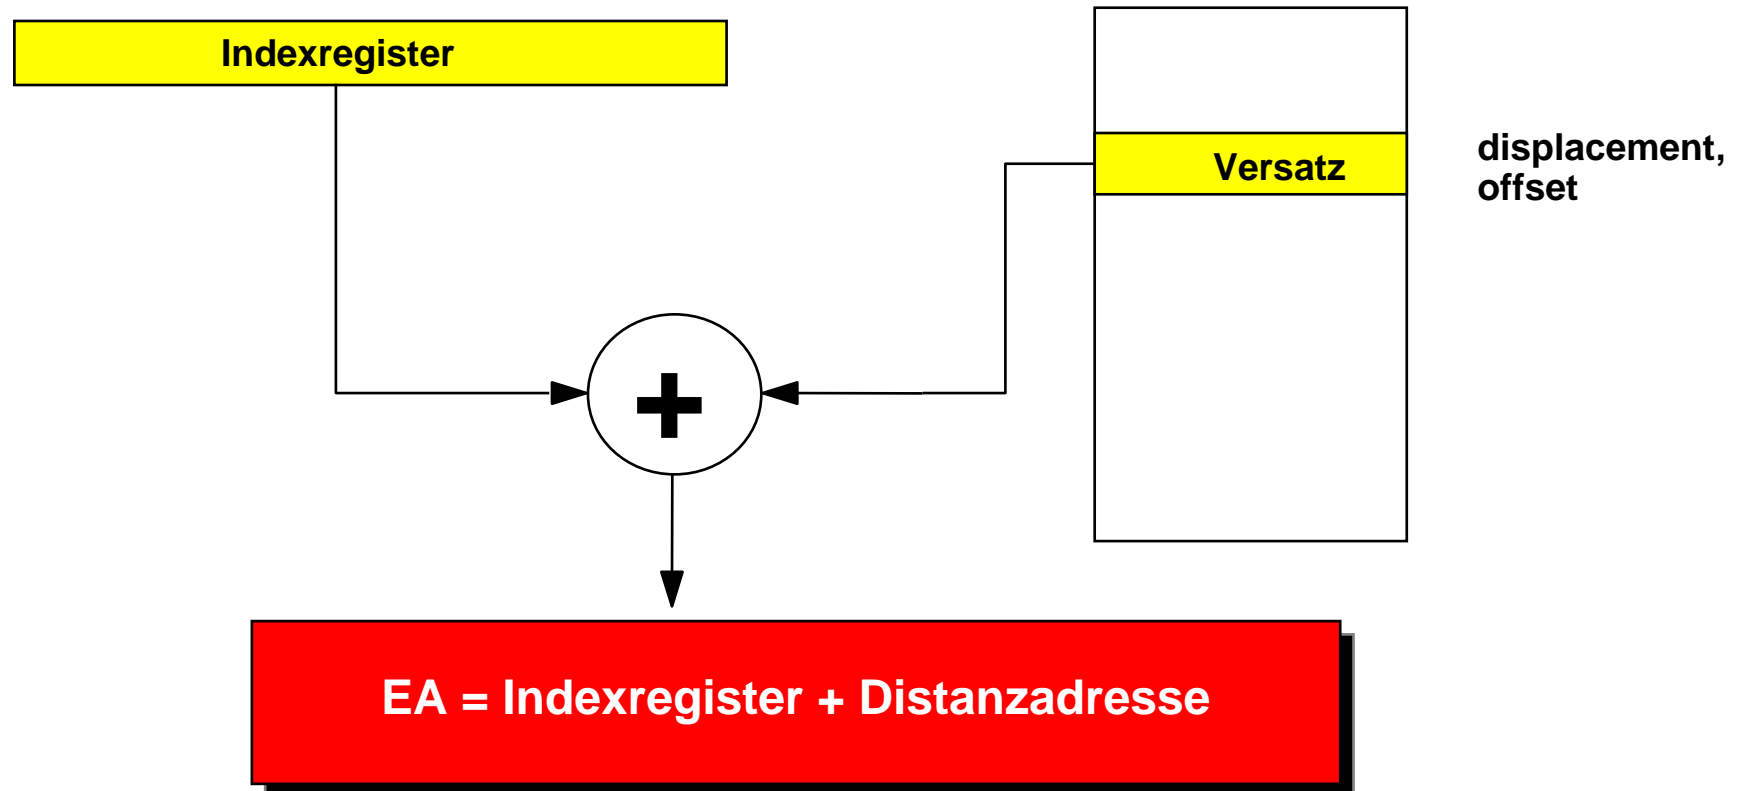 Indexregister
Versatz
displacement,
offset
+
EA = Indexregister + Distanzadresse